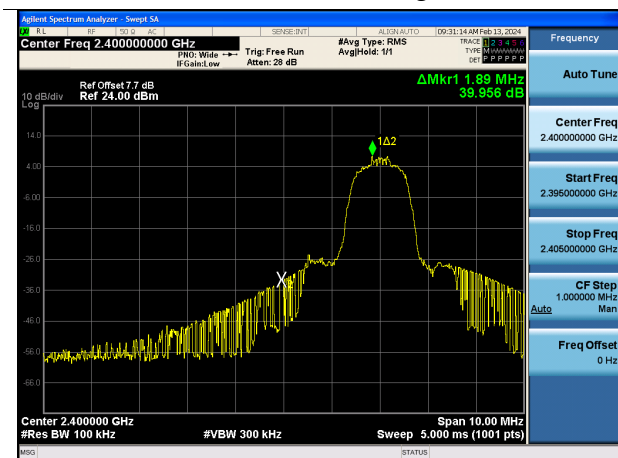 Agilent Spectrum Analyzer - Swept SA
LXI RL RF 50 Ω AC SENSE:INT ALIGN AUTO 09:31:14 AM Feb 13, 2024
Center Freq 2.400000000 GHz
PNO: Wide
IFGain:Low
Trig: Free Run
Atten: 28 dB
#Avg Type: RMS
Avg|Hold: 1/1
TRACE 1 2 3 4 5 6
TYPE M
DET P P P P P P
Ref Offset 7.7 dB
Ref 24.00 dBm
10 dB/div
Log
ΔMkr1 1.89 MHz
39.956 dB
1Δ2
X2
14.0
4.00
-6.00
-16.0
-26.0
-36.0
-46.0
-56.0
-66.0
Center 2.400000 GHz
Span 10.00 MHz
#Res BW 100 kHz
#VBW 300 kHz
Sweep 5.000 ms (1001 pts)
MSG
STATUS
Frequency
Auto Tune
Center Freq
2.400000000 GHz
Start Freq
2.395000000 GHz
Stop Freq
2.405000000 GHz
CF Step
1.000000 MHz
Auto Man
Freq Offset
0 Hz